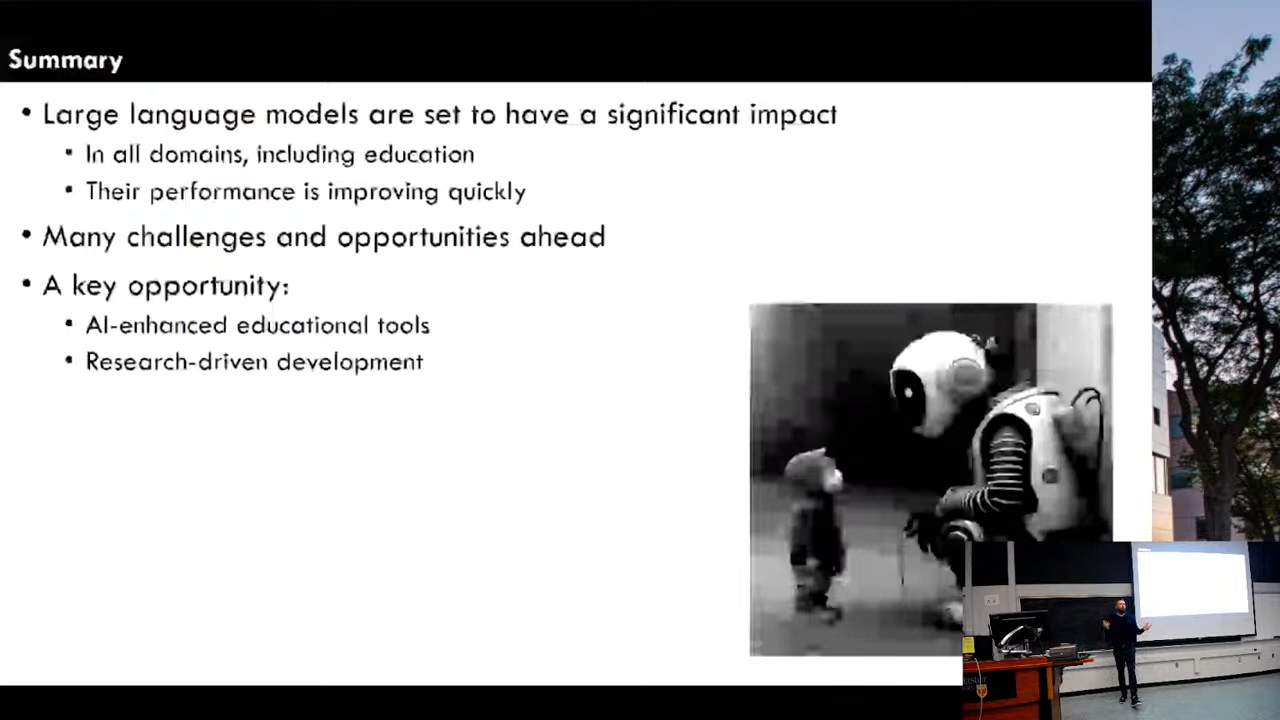 Summary
• Large language models are set to have a significant impact
▪ In all domains, including education
▪ Their performance is improving quickly
• Many challenges and opportunities ahead
• A key opportunity:
▪ AI-enhanced educational tools
▪ Research-driven development